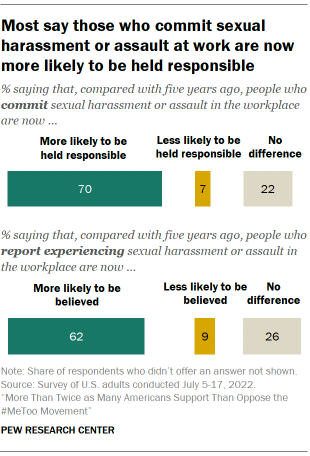 Most say those who commit sexual
harassment or assault at work are now
more likely to be held responsible
% saying that, compared with five years ago, people who
commit sexual harassment or assault in the workplace
are now ...
More likely to be held responsible
Less likely to be held responsible
No difference
70
7
22
% saying that, compared with five years ago, people who
report experiencing sexual harassment or assault in
the workplace are now ...
More likely to be believed
Less likely to be believed
No difference
62
9
26
Note: Share of respondents who didn't offer an answer not shown.
Source: Survey of U.S. adults conducted July 5-17, 2022.
"More Than Twice as Many Americans Support Than Oppose the
#MeToo Movement"
PEW RESEARCH CENTER